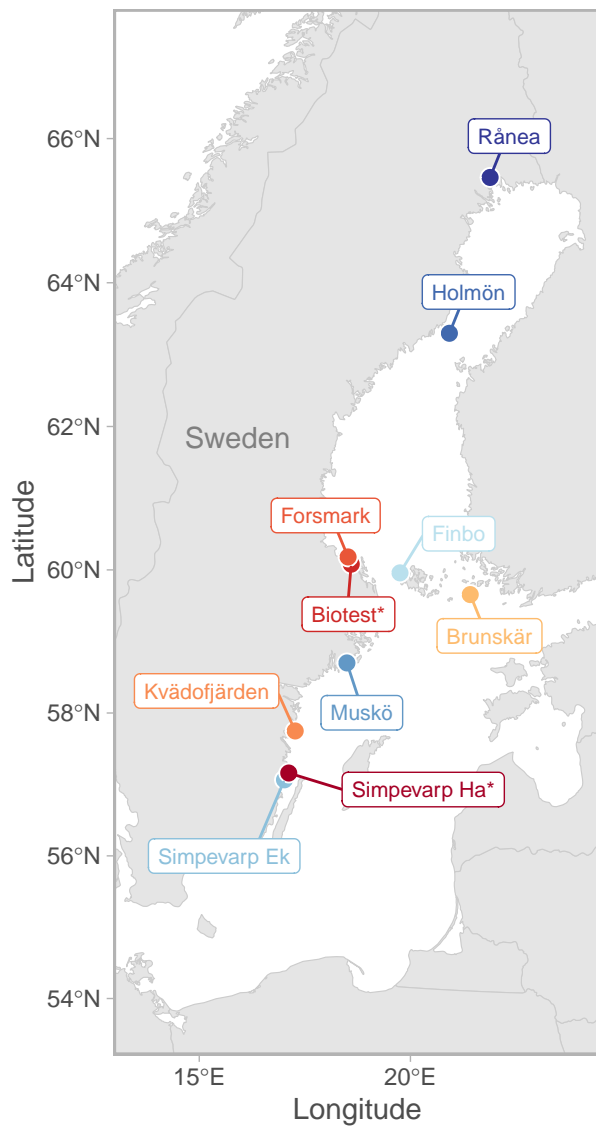 66°N
Rånea
64°N
Holmön
62°N
Sweden
Forsmark
Finbo
60°N
Biotest*
Brunskär
Kvädofjärden
Muskö
58°N
Simpevarp Ha*
Simpevarp Ek
56°N
54°N
15°E
20°E
Longitude
Latitude